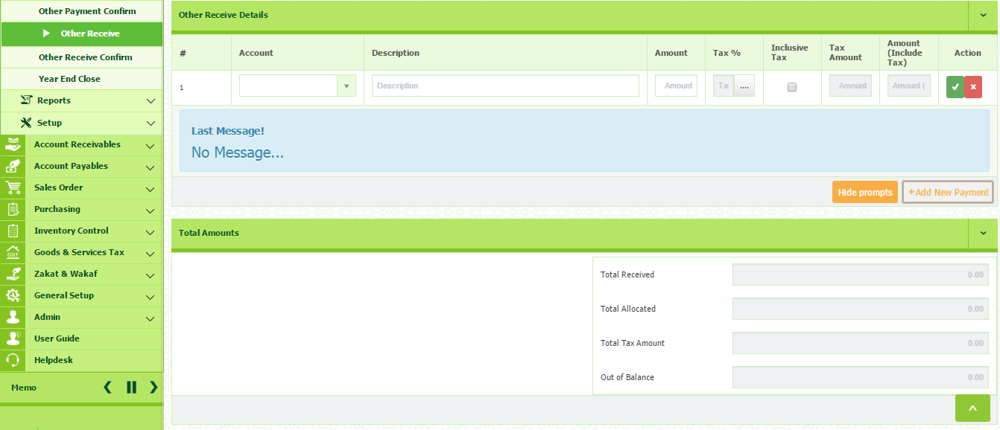 Other Payment Confirm
Other Receive
Other Receive Confirm
Year End Close
Reports
Setup
Account Receivables
Account Payables
Sales Order
Purchasing
Inventory Control
GST
Goods & Services Tax
Zakat & Wakaf
General Setup
Admin
User Guide
Helpdesk
Memo
Other Receive Details
#
Account
Description
Amount
Tax %
Inclusive
Tax
Tax
Amount
Amount
(Include
Tax)
Action
1
Description
Amount
Ta
....
Amount
Amount (
Last Message!
No Message...
Hide prompts
+Add New Payment
Total Amounts
Total Received
0.00
Total Allocated
0.00
Total Tax Amount
0.00
Out of Balance
0.00